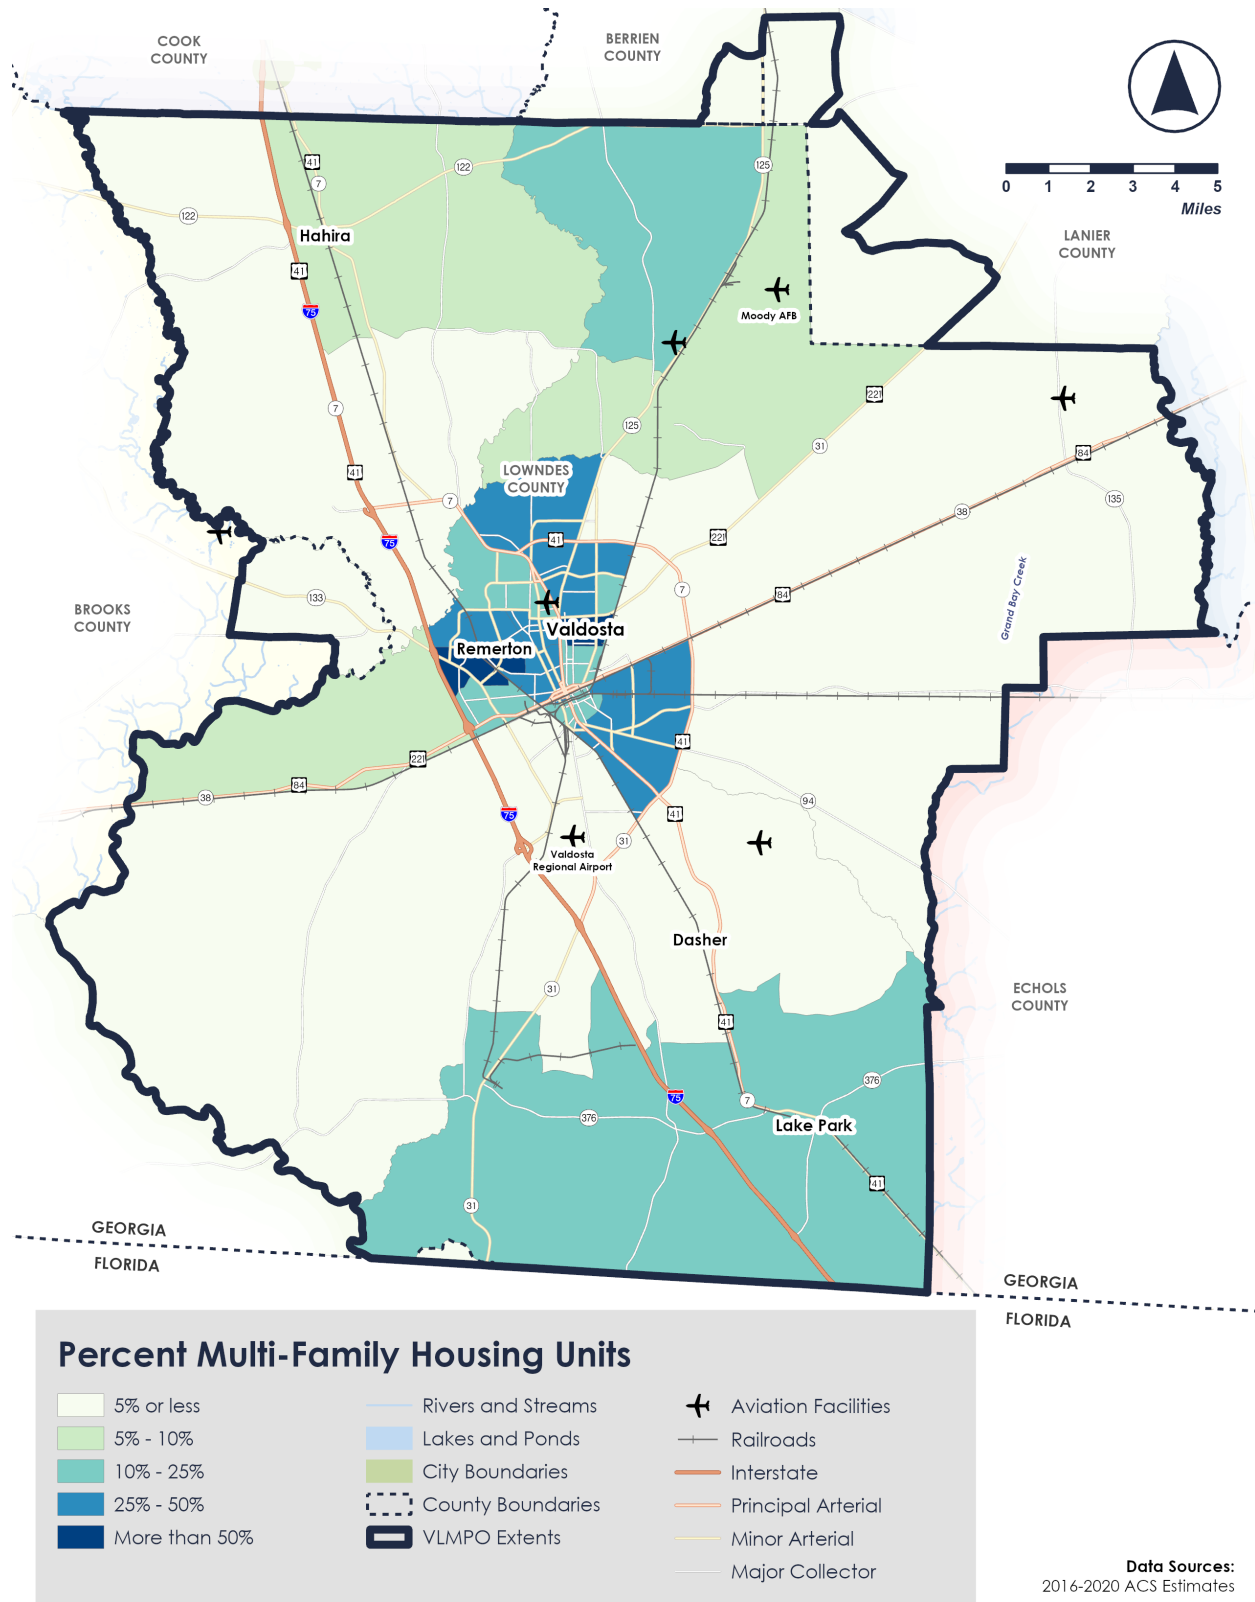 COOK
COUNTY
BERRIEN
COUNTY
0 1 2 3 4 5
Miles
LANIER
COUNTY
41
7
122
125
122
Hahira
41
75
Moody AFB
7
125
221
31
41
LOWNDES
COUNTY
84
7
38
135
75
41
221
Grand Bay Creek
133
7
84
BROOKS
COUNTY
Valdosta
Remerton
41
221
84
38
94
75
41
31
Valdosta
Regional Airport
Dasher
31
ECHOLS
COUNTY
41
376
75
7
376
Lake Park
41
31
GEORGIA
FLORIDA
GEORGIA
FLORIDA
Percent Multi-Family Housing Units
5% or less
5% - 10%
10% - 25%
25% - 50%
More than 50%
Rivers and Streams
Lakes and Ponds
City Boundaries
County Boundaries
VLMPO Extents
Aviation Facilities
Railroads
Interstate
Principal Arterial
Minor Arterial
Major Collector
Data Sources:
2016-2020 ACS Estimates